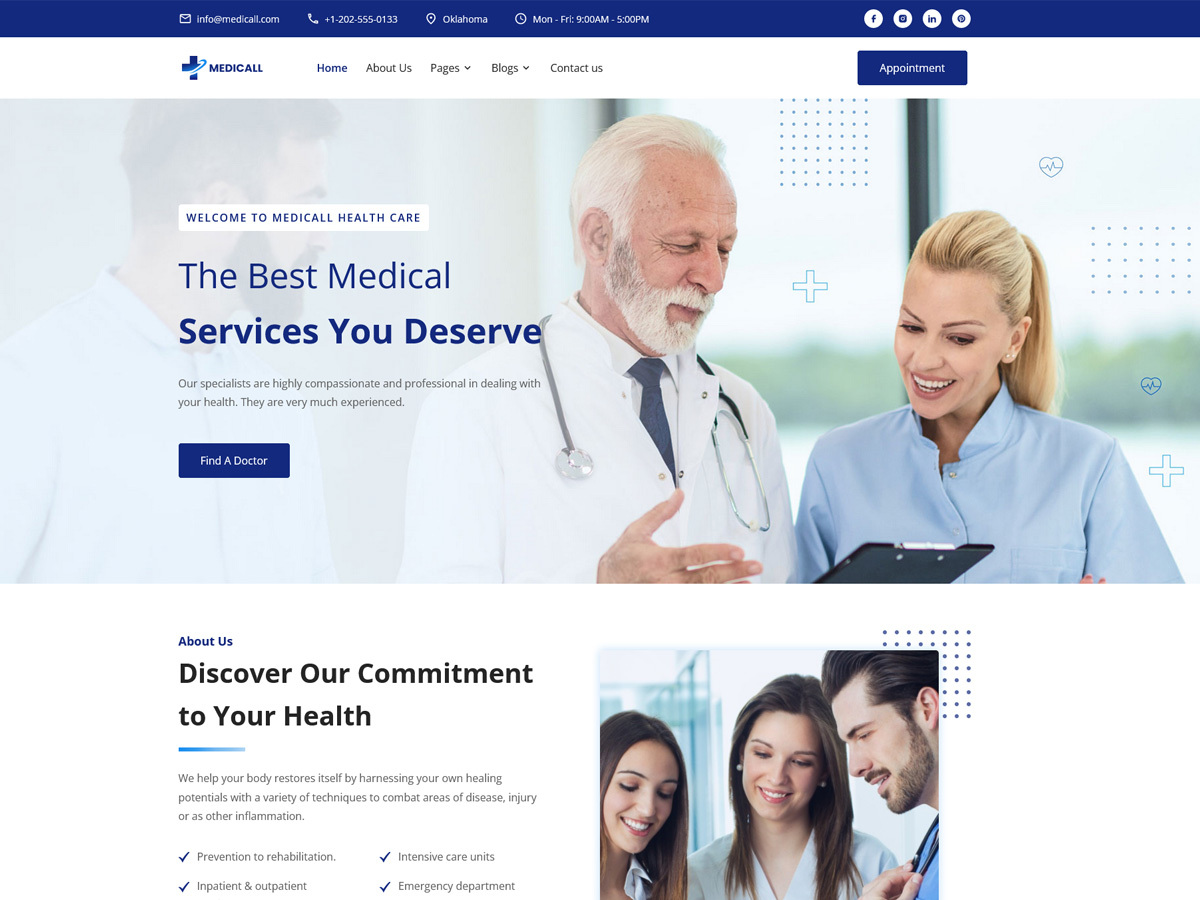 info@medicall.com
+1-202-555-0133
Oklahoma
Mon - Fri: 9:00AM - 5:00PM
MEDICALL
Home
About Us
Pages
Blogs
Contact us
Appointment
WELCOME TO MEDICALL HEALTH CARE
The Best Medical
Services You Deserve
Our specialists are highly compassionate and professional in dealing with
your health. They are very much experienced.
Find A Doctor
About Us
Discover Our Commitment
to Your Health
We help your body restores itself by harnessing your own healing
potentials with a variety of techniques to combat areas of disease, injury
or as other inflammation.
Prevention to rehabilitation.
Intensive care units
Inpatient & outpatient
Emergency department